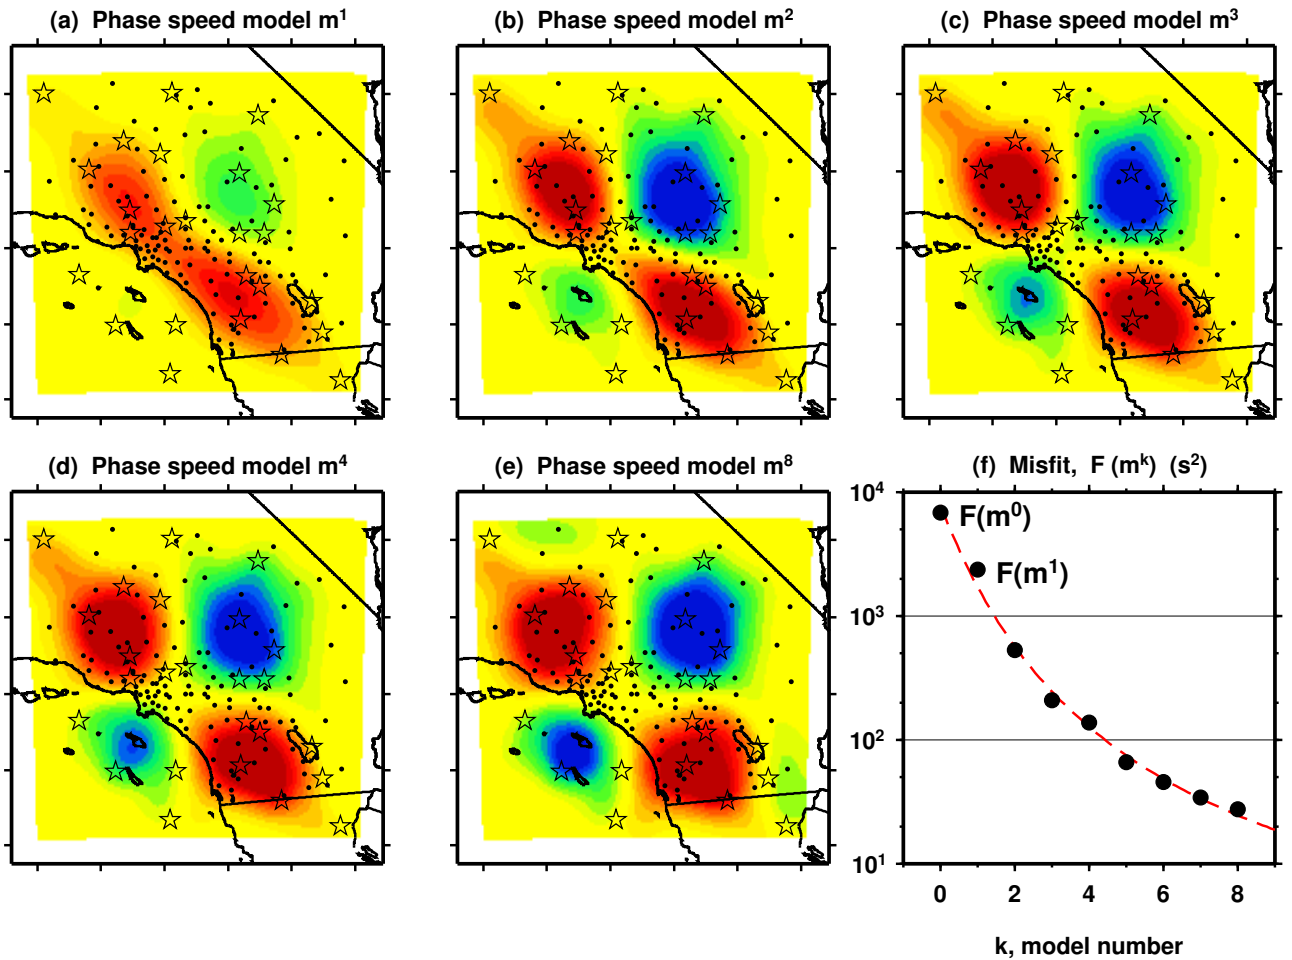 (a) Phase speed model m¹
(b) Phase speed model m²
(c) Phase speed model m³
(d) Phase speed model m⁴
(e) Phase speed model m⁸
(f) Misfit, F (mᵏ) (s²)
10⁴
F(m⁰)
F(m¹)
10³
10²
10¹
0 2 4 6 8
k, model number